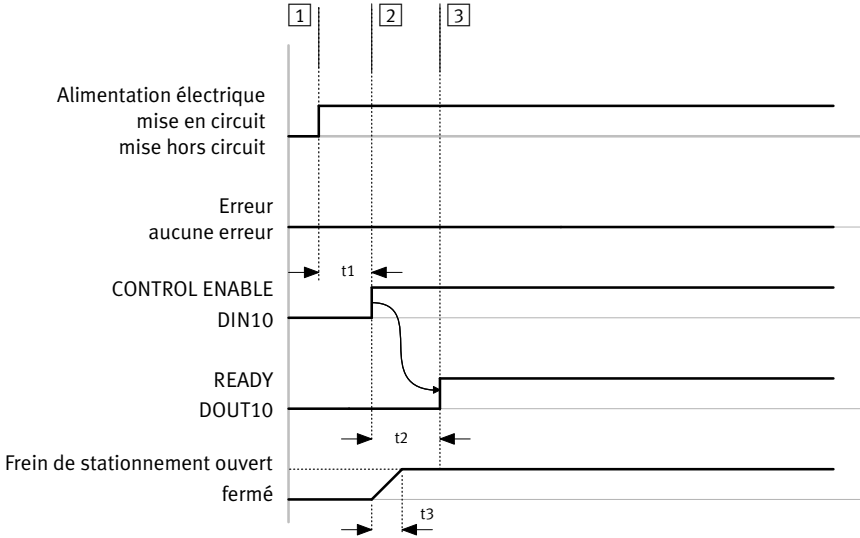 1 2 3
Alimentation électrique
mise en circuit
mise hors circuit
Erreur
aucune erreur
t1
CONTROL ENABLE
DIN10
READY
DOUT10
t2
Frein de stationnement ouvert
fermé
t3